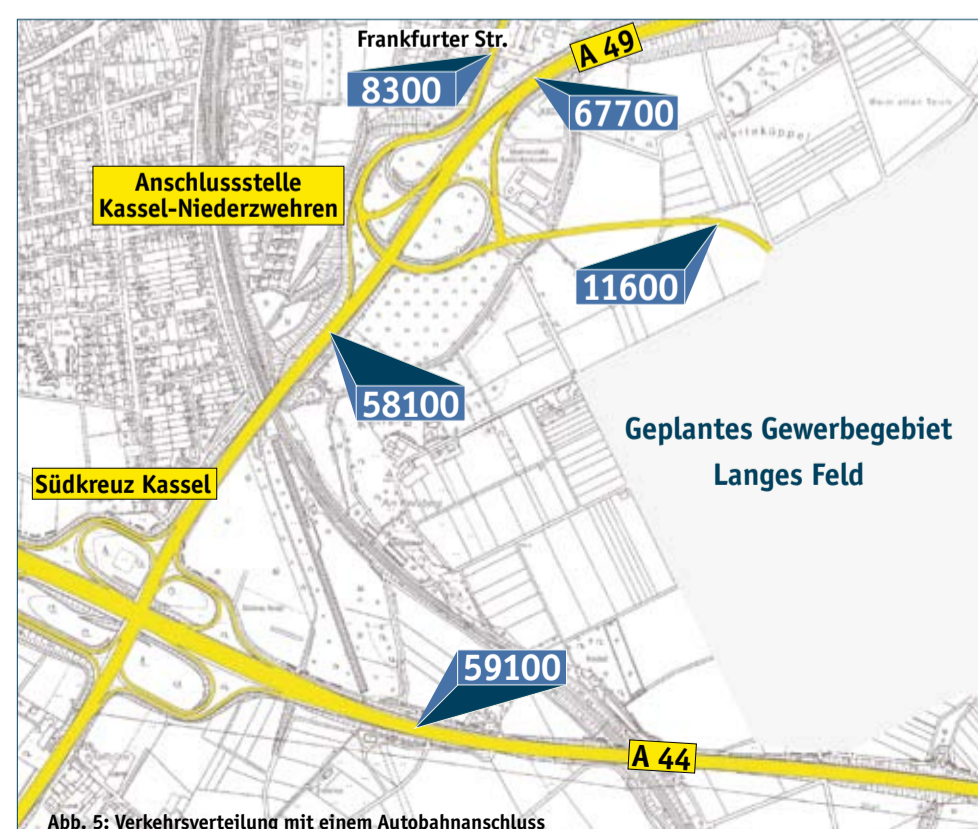 Frankfurter Str.
A 49
8300
67700
Anschlussstelle
Kassel-Niederzwehren
11600
58100
Geplantes Gewerbegebiet
Langes Feld
Südkreuz Kassel
59100
A 44
Abb. 5: Verkehrsverteilung mit einem Autobahnanschluss